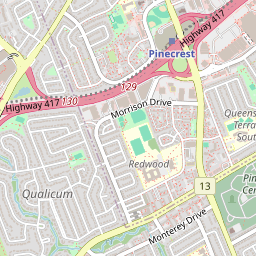 Pinecrest
129
Highway 417
130
Highway 417
Morrison Drive
Queens
Terra
South
Redwood
13
Qualicum
Pin
Cen
Monterey Drive